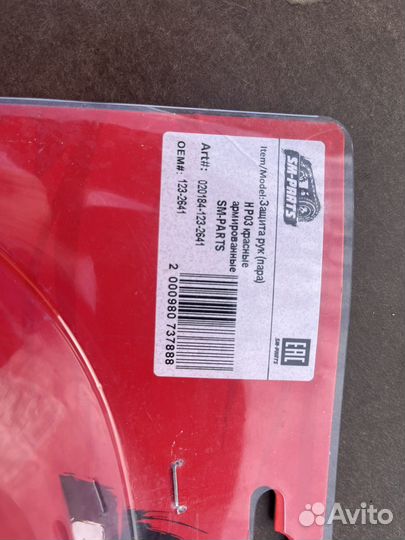 SM-PARTS
Item/Model:Защита рук (пара)
HP03 красные
армированные
SM-PARTS
Art#: 020184-123-2641
OEM#: 123-2641
2 000980 737888
EAC
SM-PARTS
Avito